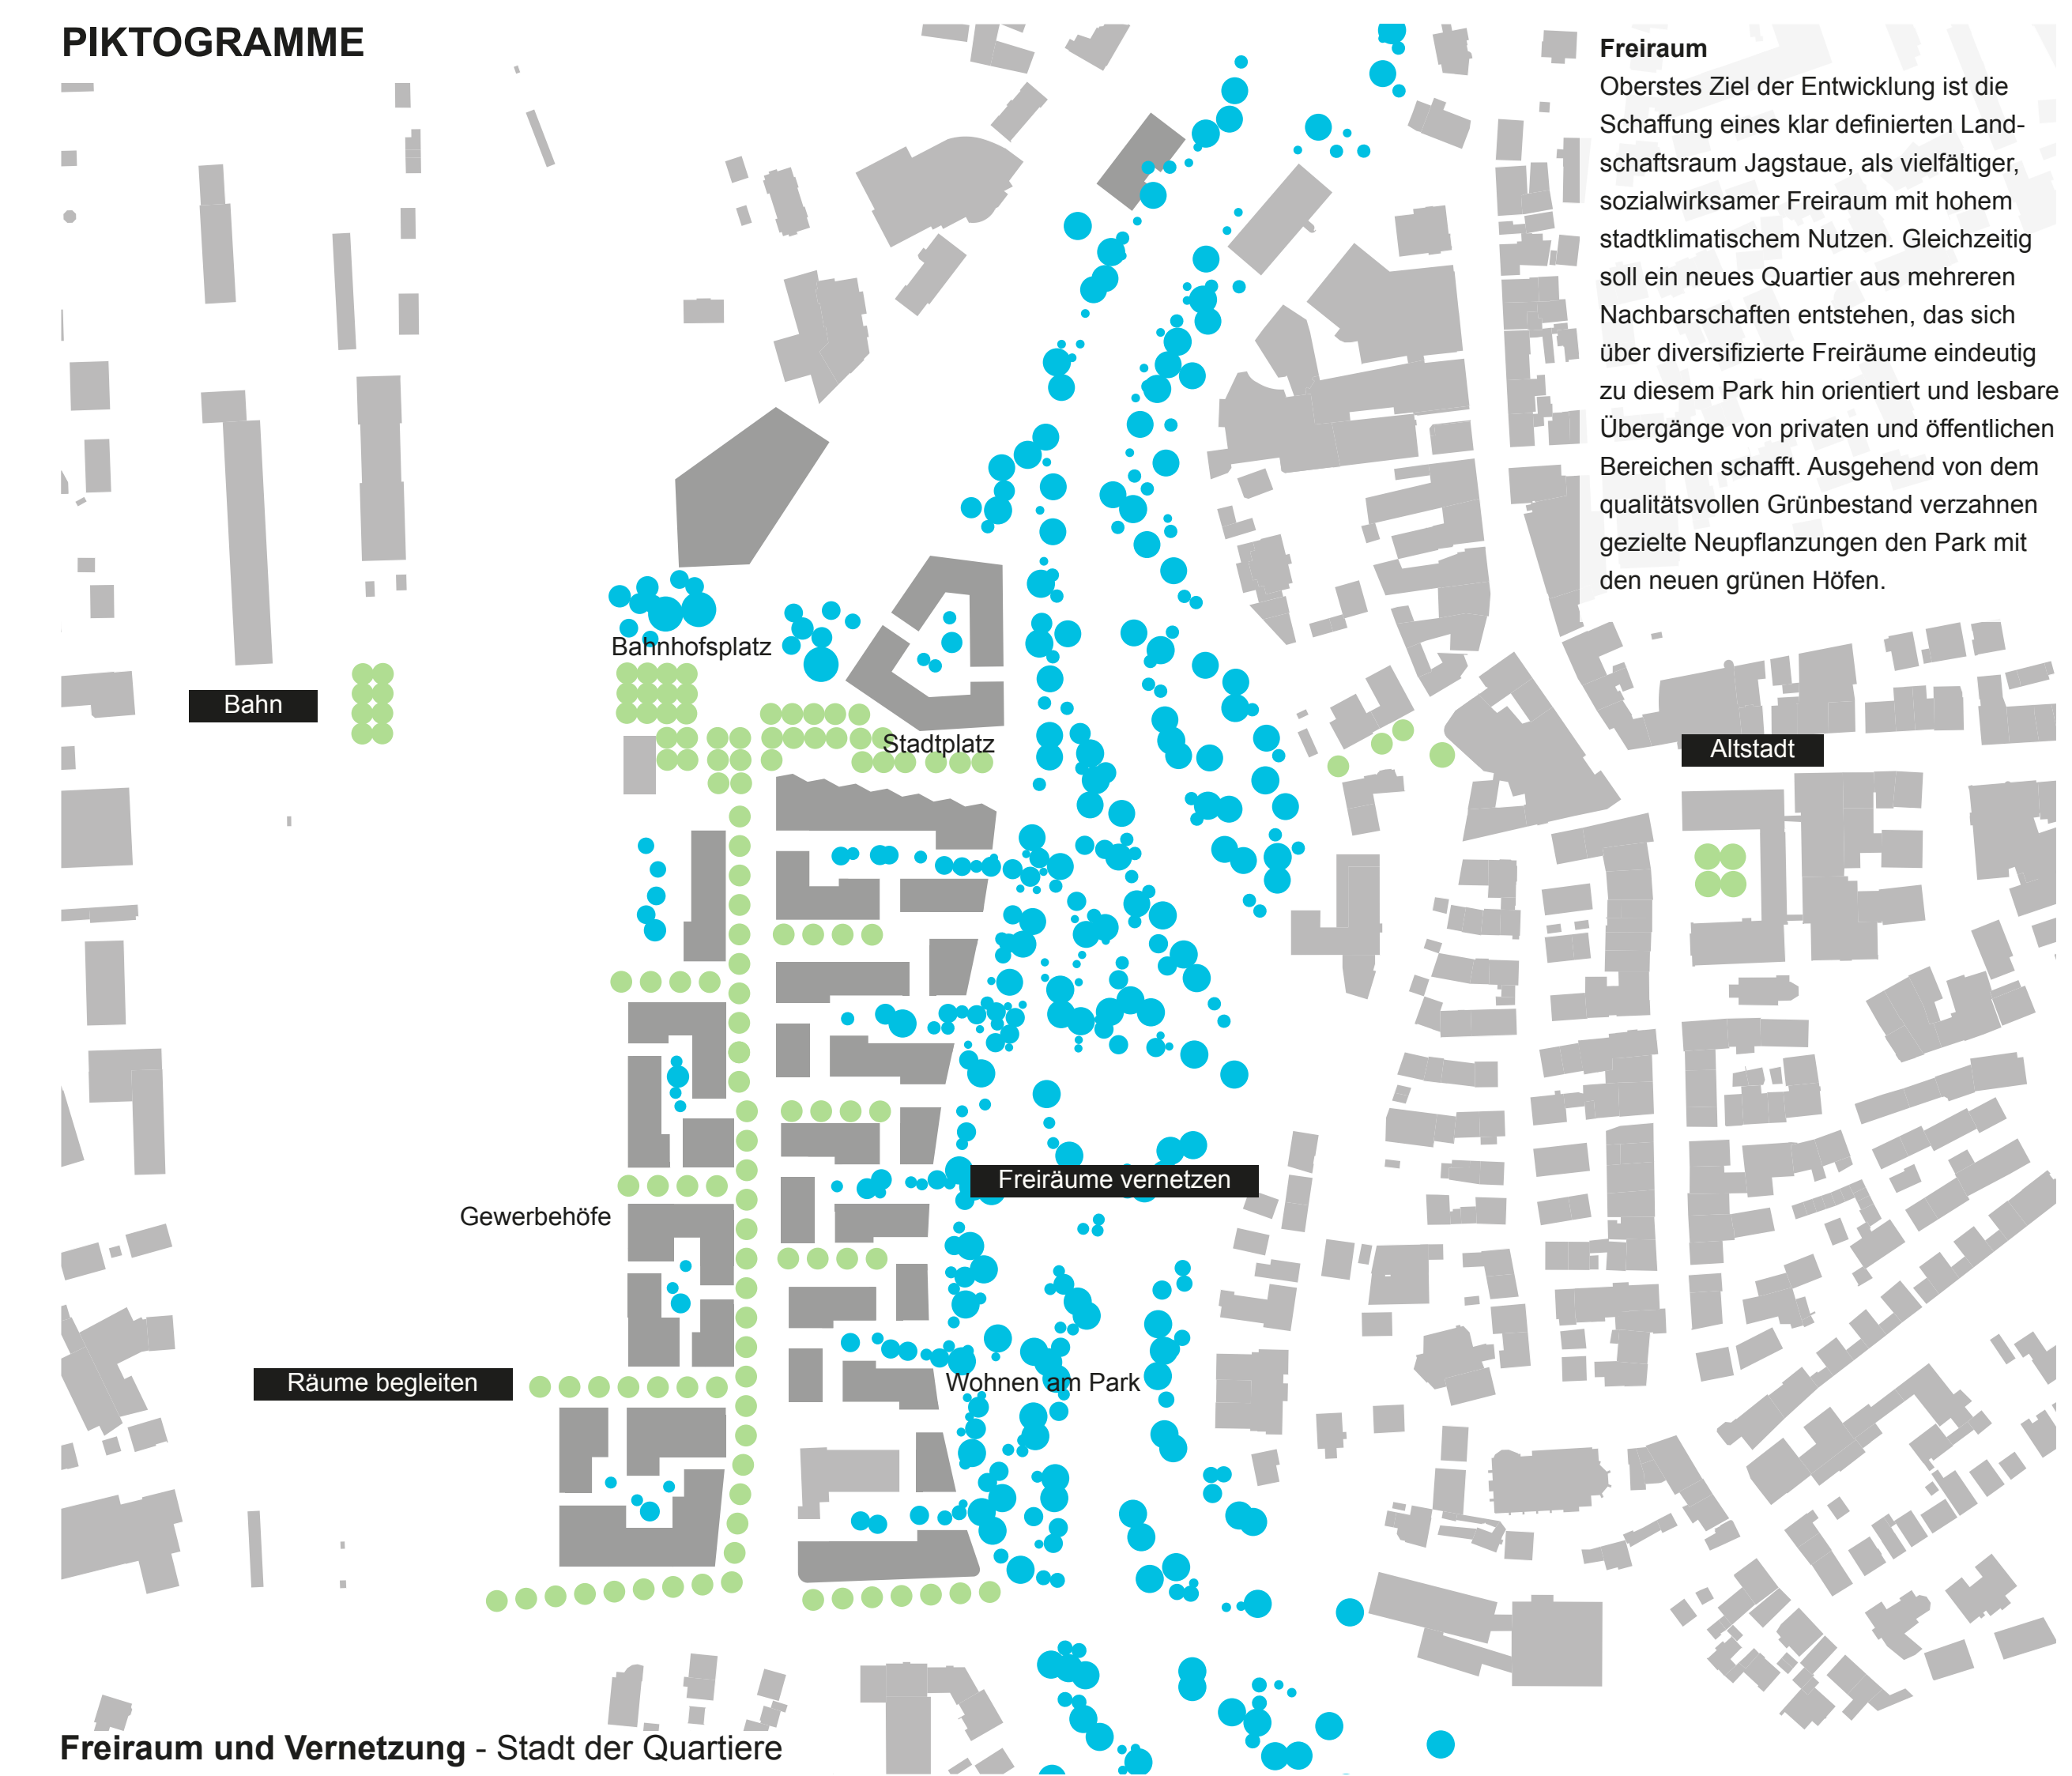 PIKTOGRAMME
Freiraum
Oberstes Ziel der Entwicklung ist die
Schaffung eines klar definierten Land-
schaftsraum Jagstaue, als vielfältiger,
sozialwirksamer Freiraum mit hohem
stadtklimatischem Nutzen. Gleichzeitig
soll ein neues Quartier aus mehreren
Nachbarschaften entstehen, das sich
über diversifizierte Freiräume eindeutig
zu diesem Park hin orientiert und lesbare
Übergänge von privaten und öffentlichen
Bereichen schafft. Ausgehend von dem
qualitätsvollen Grünbestand verzahnen
gezielte Neupflanzungen den Park mit
den neuen grünen Höfen.
Bahnhofsplatz
Bahn
Stadtplatz
Altstadt
Freiräume vernetzen
Gewerbehöfe
Räume begleiten
Wohnen am Park
Freiraum und Vernetzung - Stadt der Quartiere